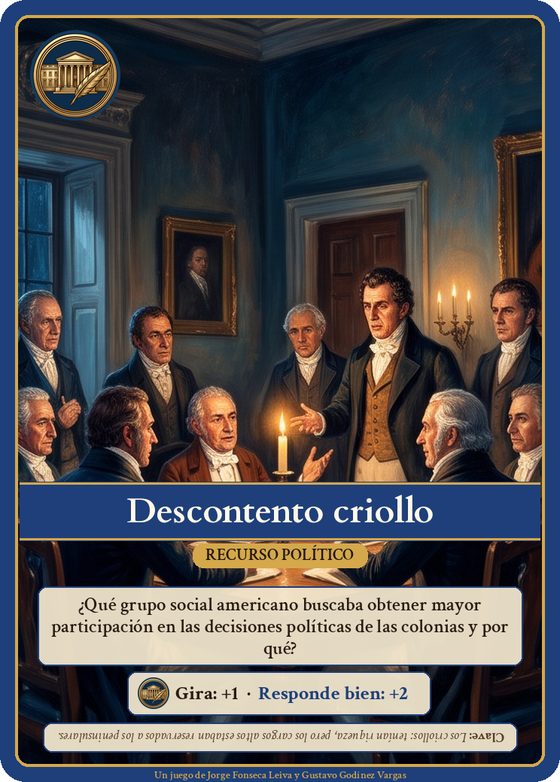 Descontento criollo
RECURSO POLÍTICO
¿Qué grupo social americano buscaba obtener mayor
participación en las decisiones políticas de las colonias y por
qué?
Gira: +1 · Responde bien: +2
Clave: Los criollos: tenían riqueza, pero los cargos altos estaban reservados a los peninsulares.
Un juego de Jorge Fonseca Leiva y Gustavo Godínez Vargas